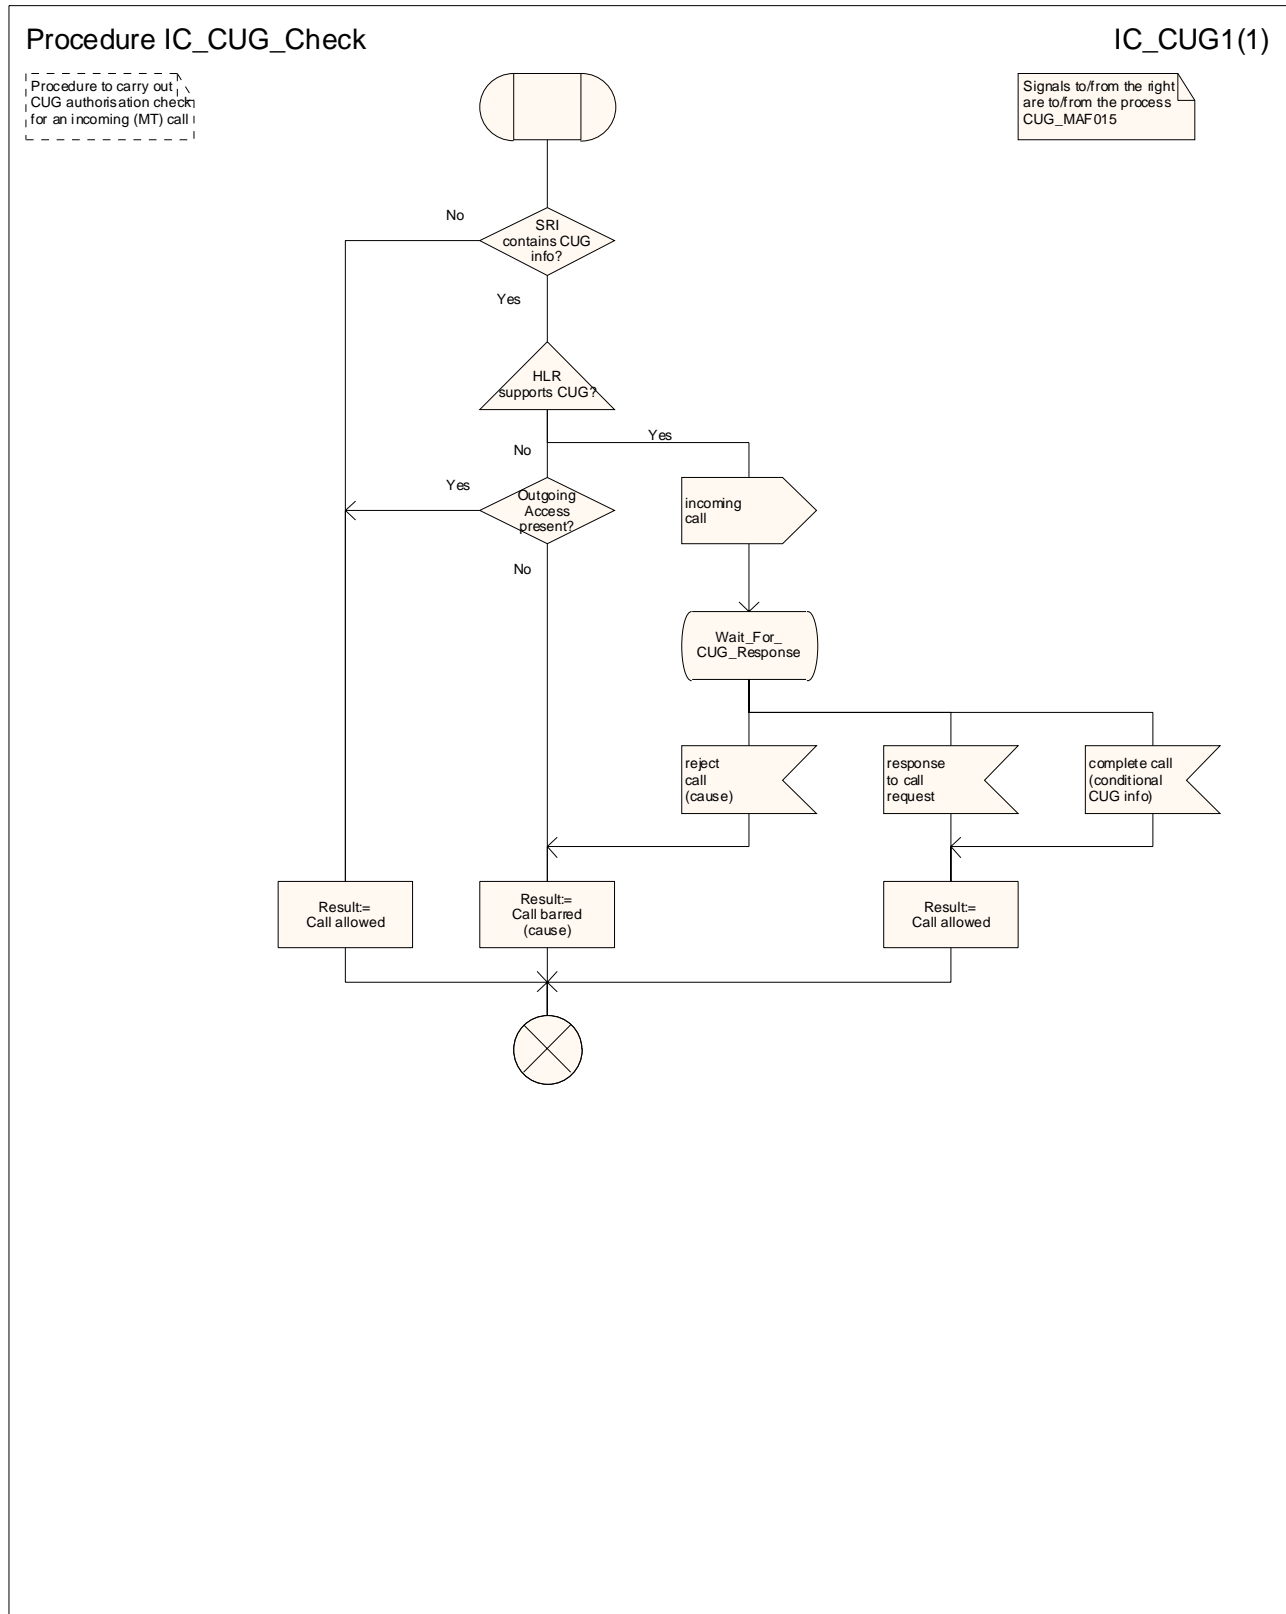 Procedure IC_CUG_Check
IC_CUG1(1)
Procedure to carry out
CUG authorisation check
for an incoming (MT) call
Signals to/from the right
are to/from the process
CUG_MAF015
No
SRI
contains CUG
info?
Yes
HLR
supports CUG?
Yes
No
Yes
Outgoing
Access
present?
incoming
call
No
Wait_For_
CUG_Response
reject
call
(cause)
response
to call
request
complete call
(conditional
CUG info)
Result:=
Call allowed
Result:=
Call barred
(cause)
Result:=
Call allowed